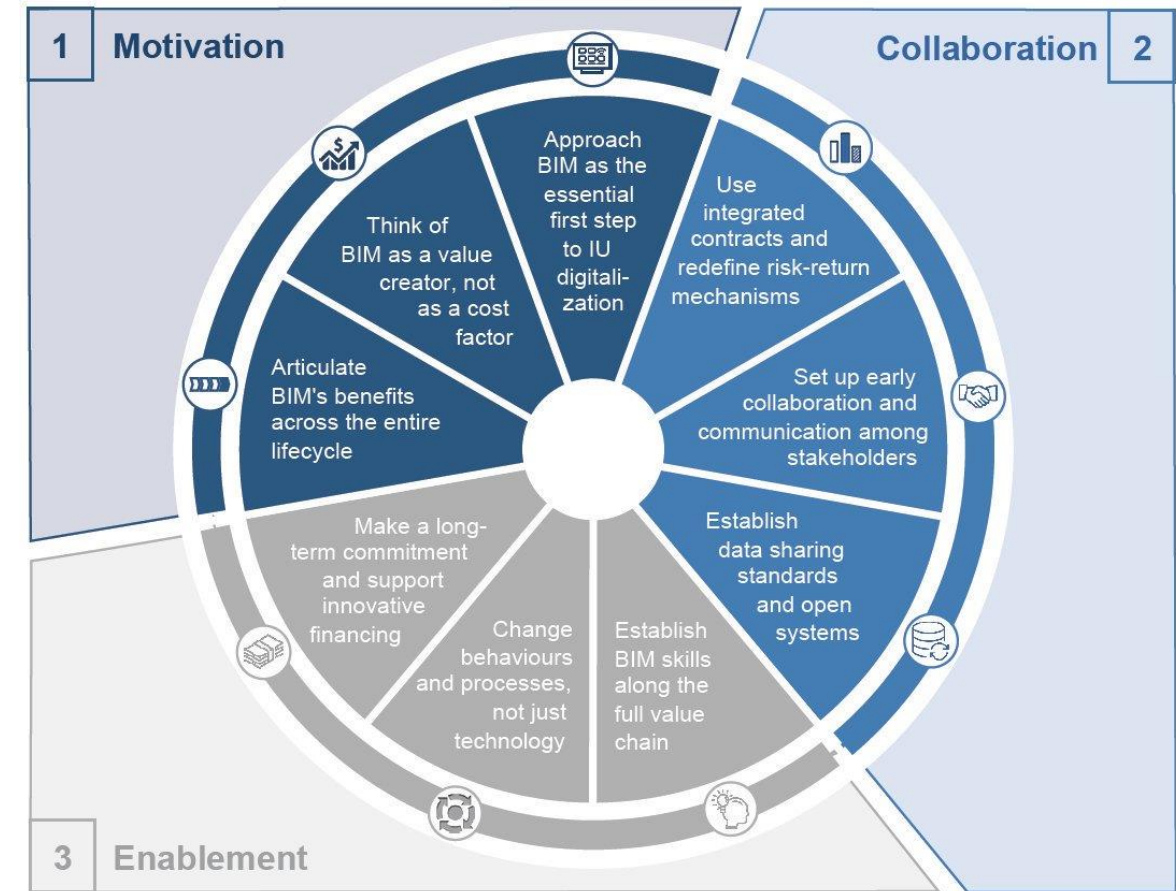 1 Motivation
Collaboration 2
Approach
BIM as the
essential
first step
to IU
digitali-
zation
Think of
BIM as a value
creator, not
as a cost
factor
Articulate
BIM's benefits
across the entire
lifecycle
Use
integrated
contracts and
redefine risk-return
mechanisms
Set up early
collaboration and
communication among
stakeholders
Establish
data sharing
standards
and open
systems
Establish
BIM skills
along the
full value
chain
Change
behaviours
and processes,
not just
technology
Make a long-
term commitment
and support
innovative
financing
3 Enablement